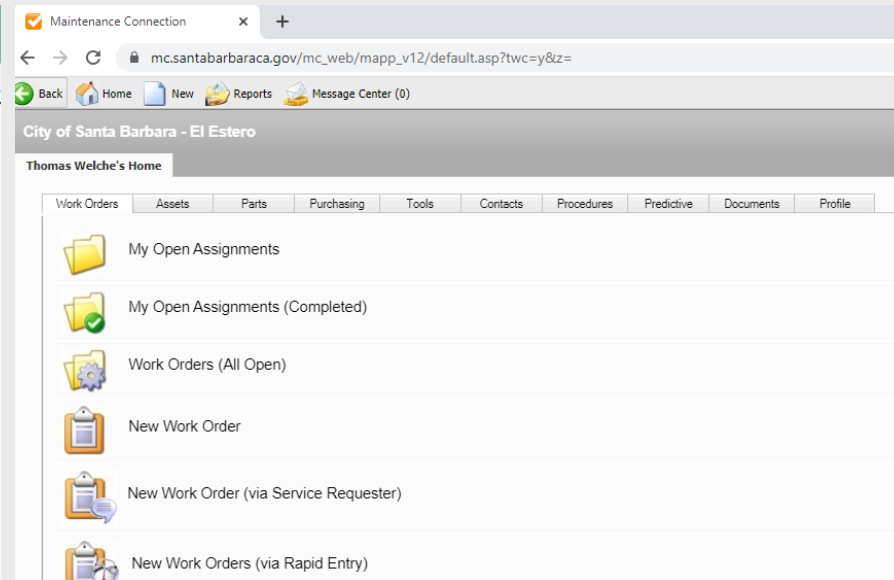 Maintenance Connection
mc.santabarbaraca.gov/mc_web/mapp_v12/default.asp?twc=y&z=
Back Home New Reports Message Center (0)
City of Santa Barbara - El Estero
Thomas Welche's Home
Work Orders Assets Parts Purchasing Tools Contacts Procedures Predictive Documents Profile
My Open Assignments
My Open Assignments (Completed)
Work Orders (All Open)
New Work Order
New Work Order (via Service Requester)
New Work Orders (via Rapid Entry)